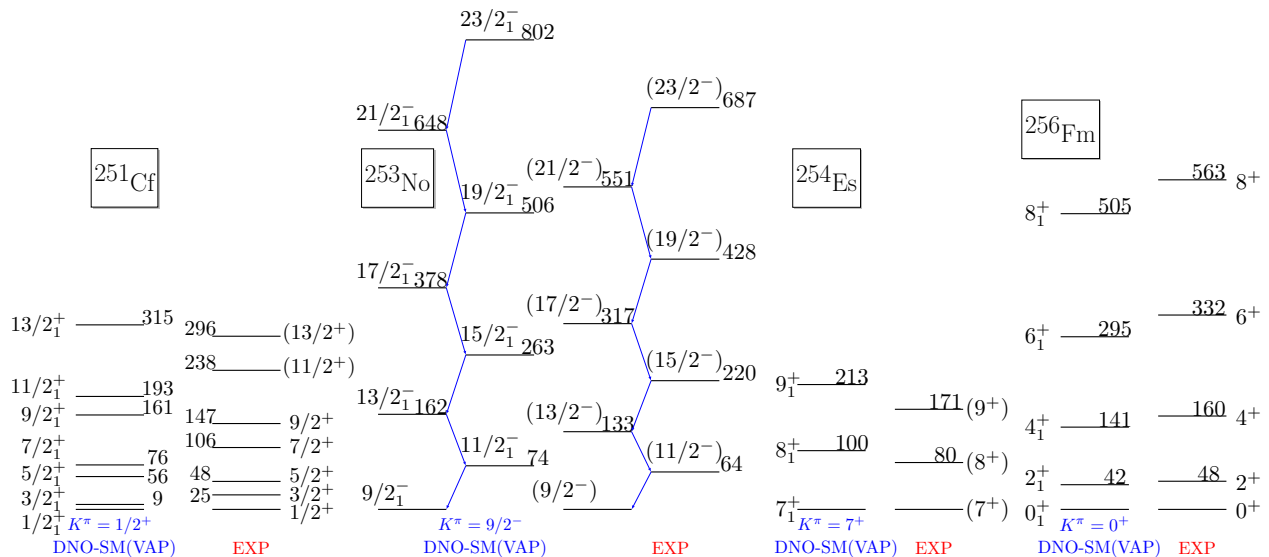 ²⁵¹Cf
13/2₁⁺ 315
11/2₁⁺ 193
9/2₁⁺ 161
7/2₁⁺ 76
5/2₁⁺ 56
3/2₁⁺ 9
1/2₁⁺
K^π = 1/2⁺
DNO-SM(VAP)
296 (13/2⁺)
238 (11/2⁺)
147 9/2⁺
106 7/2⁺
48 5/2⁺
25 3/2⁺
1/2⁺
EXP
²⁵³No
23/2₁⁻ 802
21/2₁⁻ 648
19/2₁⁻ 506
17/2₁⁻ 378
15/2₁⁻ 263
13/2₁⁻ 162
11/2₁⁻ 74
9/2₁⁻
K^π = 9/2⁻
DNO-SM(VAP)
(23/2⁻) 687
(21/2⁻) 551
(19/2⁻) 428
(17/2⁻) 317
(15/2⁻) 220
(13/2⁻) 133
(11/2⁻) 64
(9/2⁻)
EXP
²⁵⁴Es
9₁⁺ 213
8₁⁺ 100
7₁⁺
K^π = 7⁺
DNO-SM(VAP)
171 (9⁺)
80 (8⁺)
(7⁺)
EXP
²⁵⁶Fm
8₁⁺ 505
6₁⁺ 295
4₁⁺ 141
2₁⁺ 42
0₁⁺
K^π = 0⁺
DNO-SM(VAP)
563 8⁺
332 6⁺
160 4⁺
48 2⁺
0⁺
EXP